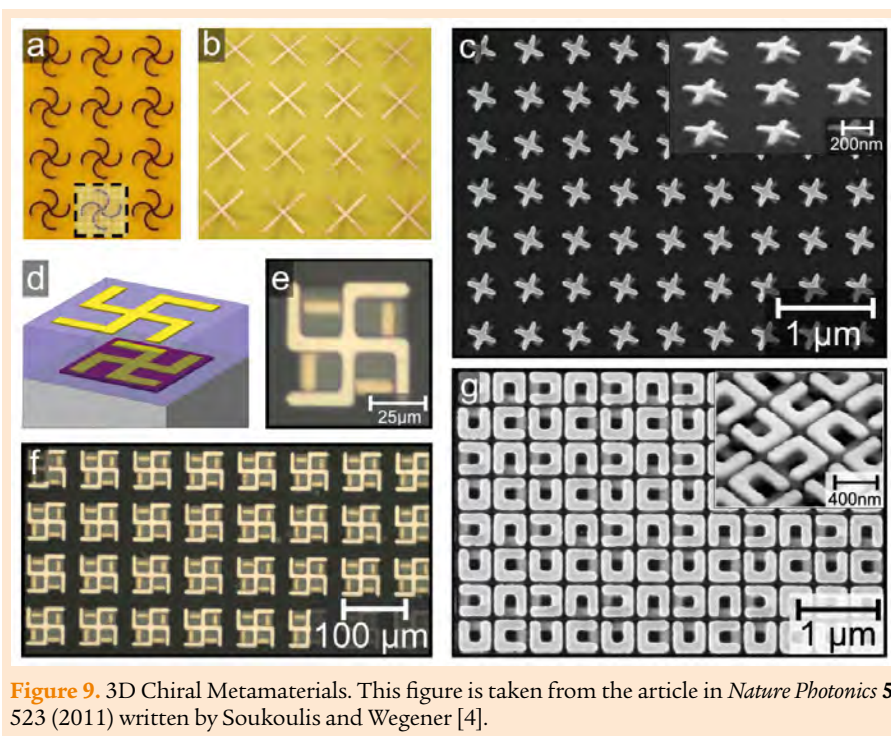 a
b
c
200nm
1 μm
d
e
25μm
f
100 μm
g
400nm
1 μm
Figure 9. 3D Chiral Metamaterials. This figure is taken from the article in Nature Photonics 5
523 (2011) written by Soukoulis and Wegener [4].